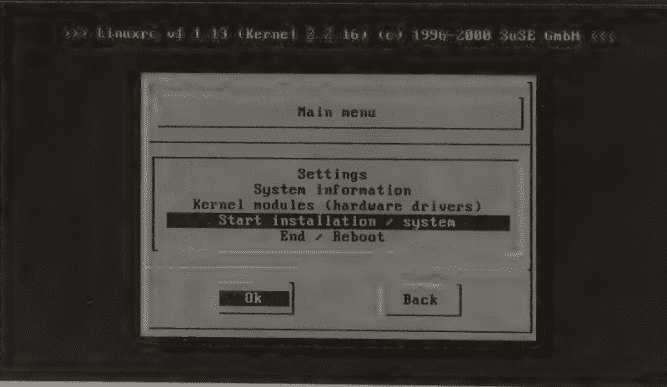 >>> Linuxrc v1.1.19 (Kernel 2.2.16) (c) 1996-2000 SuSE GmbH <<<
Main menu
Settings
System information
Kernel modules (hardware drivers)
Start installation / system
End / Reboot
Ok
Back